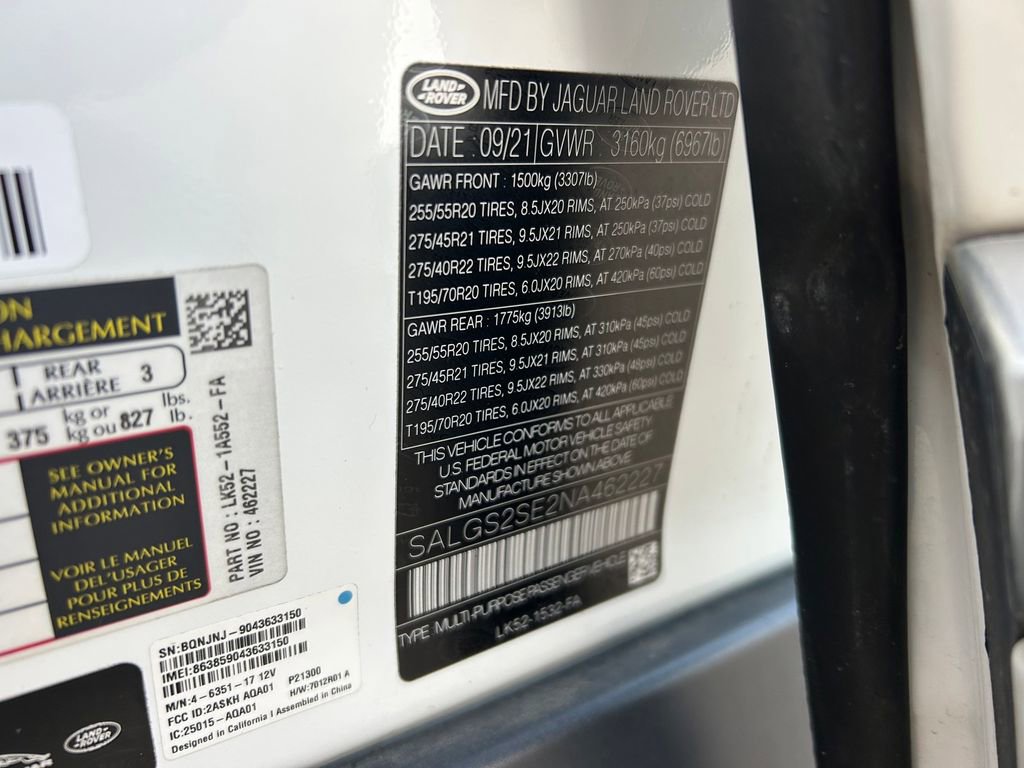 LAND ROVER
MFD BY JAGUAR LAND ROVER LTD
DATE 09/21 GVWR 3160kg (6967lb)
GAWR FRONT : 1500kg (3307lb)
255/55R20 TIRES, 8.5JX20 RIMS, AT 250kPa (37psi) COLD
275/45R21 TIRES, 9.5JX21 RIMS, AT 250kPa (37psi) COLD
275/40R22 TIRES, 9.5JX22 RIMS, AT 270kPa (40psi) COLD
T195/70R20 TIRES, 6.0JX20 RIMS, AT 420kPa (60psi) COLD
GAWR REAR : 1775kg (3913lb)
255/55R20 TIRES, 8.5JX20 RIMS, AT 310kPa (45psi) COLD
275/45R21 TIRES, 9.5JX21 RIMS, AT 310kPa (45psi) COLD
275/40R22 TIRES, 9.5JX22 RIMS, AT 330kPa (48psi) COLD
T195/70R20 TIRES, 6.0JX20 RIMS, AT 420kPa (60psi) COLD
THIS VEHICLE CONFORMS TO ALL APPLICABLE
U.S. FEDERAL MOTOR VEHICLE SAFETY
STANDARDS IN EFFECT ON THE DATE OF
MANUFACTURE SHOWN ABOVE
SALGS2SE2NA462227
TYPE MULTI-PURPOSE PASSENGER VEHICLE
LK52-1532-FA
ON
HARGEMENT
REAR
ARRIÈRE 3
375 kg or 827 lbs.
kg ou lb.
SEE OWNER'S
MANUAL FOR
ADDITIONAL
INFORMATION
VOIR LE MANUEL
DEL'USAGER
POUR PLUS DE
RENSEIGNEMENTS
PART NO : LK52-1A552-FA
VIN NO : 462227
SN:BQNJNJ-9043633150
IMEI:863859043633150
M/N:4-6351-17 12V P21300
FCC ID:2ASKH AQA01 H/W:7012R01 A
IC:25015-AQA01
Designed in California I Assembled in China
LAND ROVER